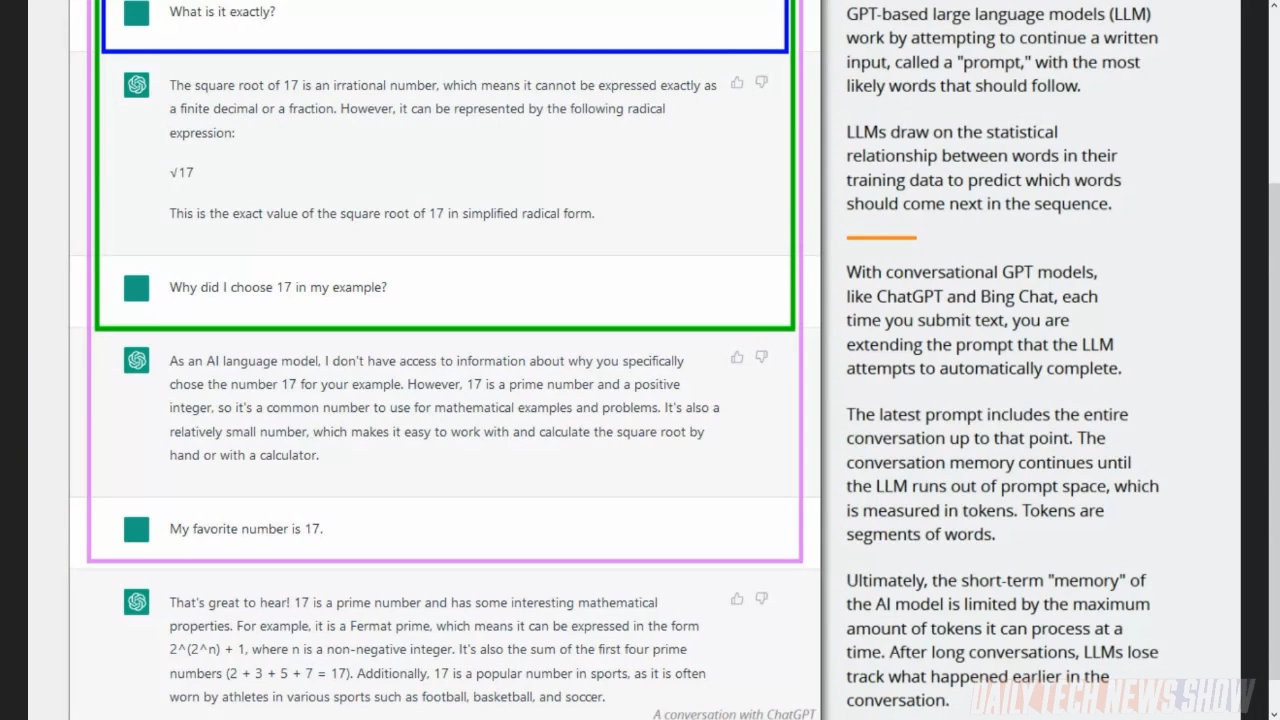 What is it exactly?
The square root of 17 is an irrational number, which means it cannot be expressed exactly as
a finite decimal or a fraction. However, it can be represented by the following radical
expression:
√17
This is the exact value of the square root of 17 in simplified radical form.
Why did I choose 17 in my example?
As an AI language model, I don't have access to information about why you specifically
chose the number 17 for your example. However, 17 is a prime number and a positive
integer, so it's a common number to use for mathematical examples and problems. It's also a
relatively small number, which makes it easy to work with and calculate the square root by
hand or with a calculator.
My favorite number is 17.
That's great to hear! 17 is a prime number and has some interesting mathematical
properties. For example, it is a Fermat prime, which means it can be expressed in the form
2^(2^n) + 1, where n is a non-negative integer. It's also the sum of the first four prime
numbers (2 + 3 + 5 + 7 = 17). Additionally, 17 is a popular number in sports, as it is often
worn by athletes in various sports such as football, basketball, and soccer.
A conversation with ChatGPT
GPT-based large language models (LLM)
work by attempting to continue a written
input, called a "prompt," with the most
likely words that should follow.
LLMs draw on the statistical
relationship between words in their
training data to predict which words
should come next in the sequence.
With conversational GPT models,
like ChatGPT and Bing Chat, each
time you submit text, you are
extending the prompt that the LLM
attempts to automatically complete.
The latest prompt includes the entire
conversation up to that point. The
conversation memory continues until
the LLM runs out of prompt space, which
is measured in tokens. Tokens are
segments of words.
Ultimately, the short-term "memory" of
the AI model is limited by the maximum
amount of tokens it can process at a
time. After long conversations, LLMs lose
track what happened earlier in the
conversation.
DAILY TECH NEWS SHOW